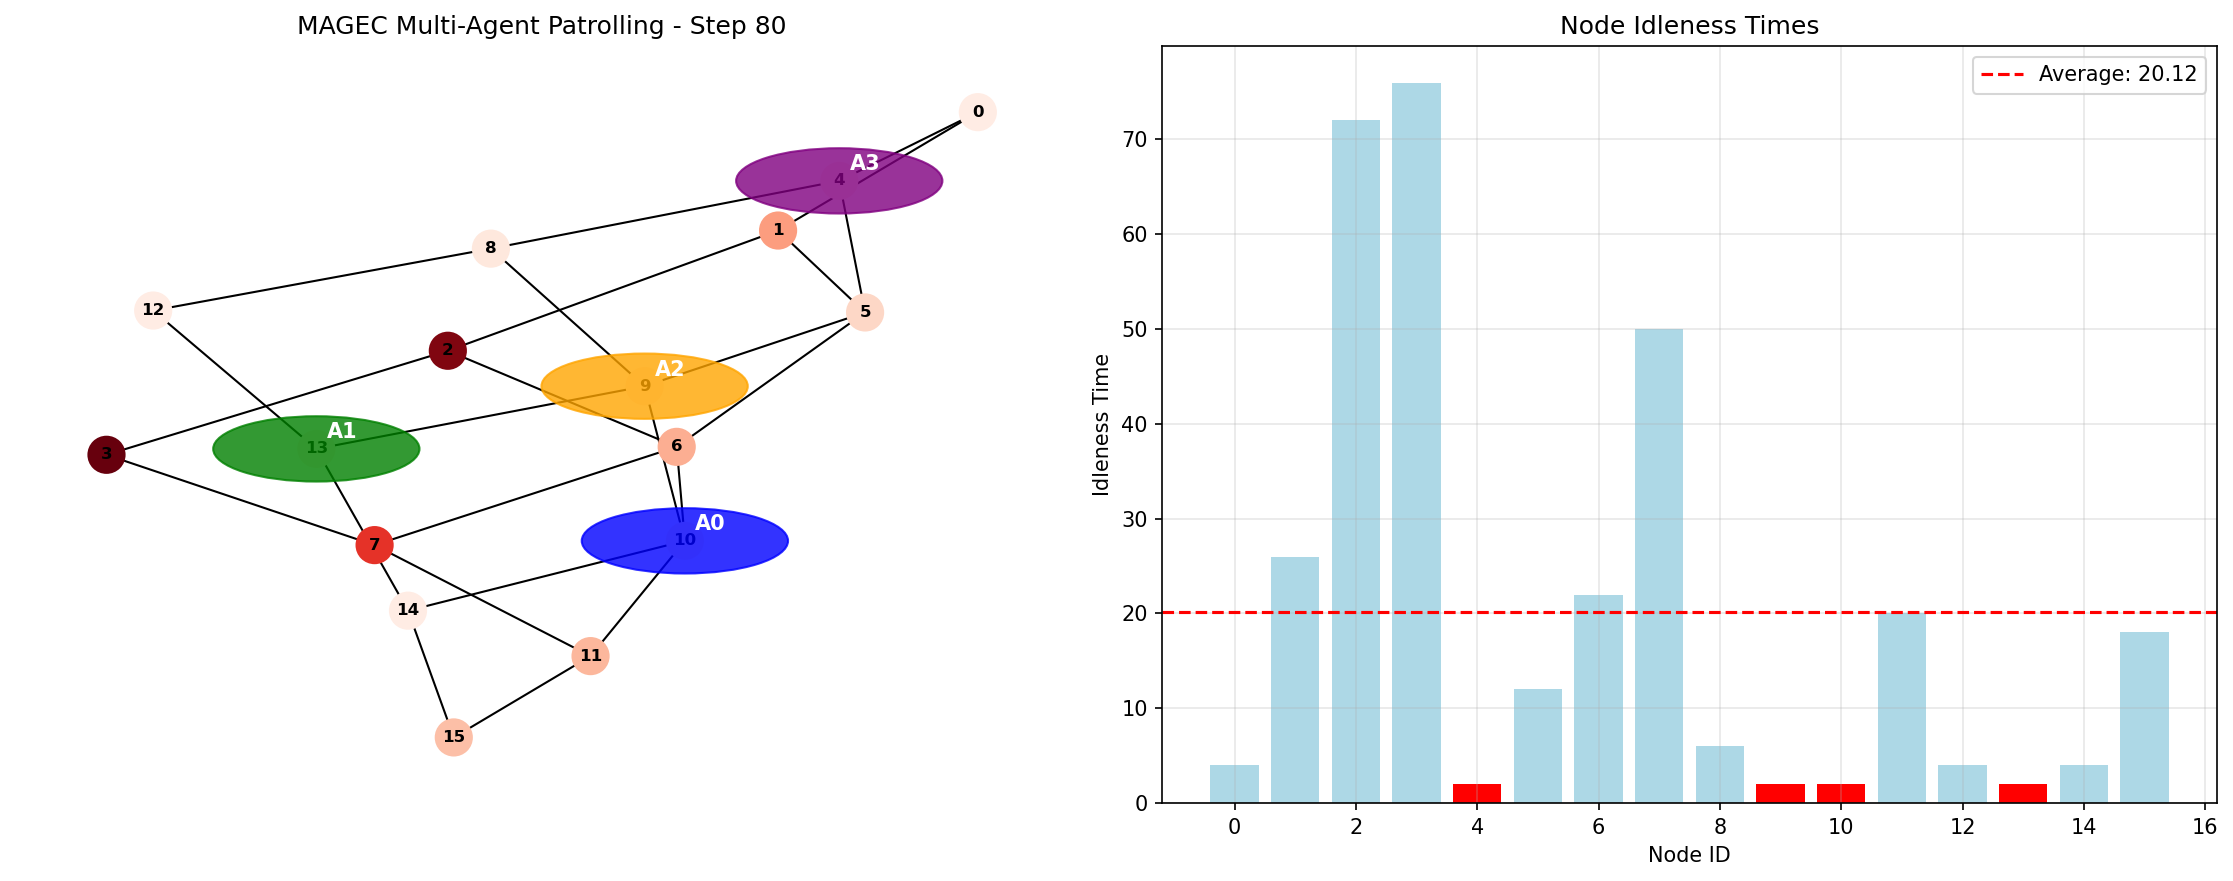 MAGEC Multi-Agent Patrolling - Step 80
0
A3
4
1
8
12
5
2
A2
9
A1
13
6
3
A0
10
7
14
11
15
Node Idleness Times
Average: 20.12
Idleness Time
70
60
50
40
30
20
10
0
0 2 4 6 8 10 12 14 16
Node ID